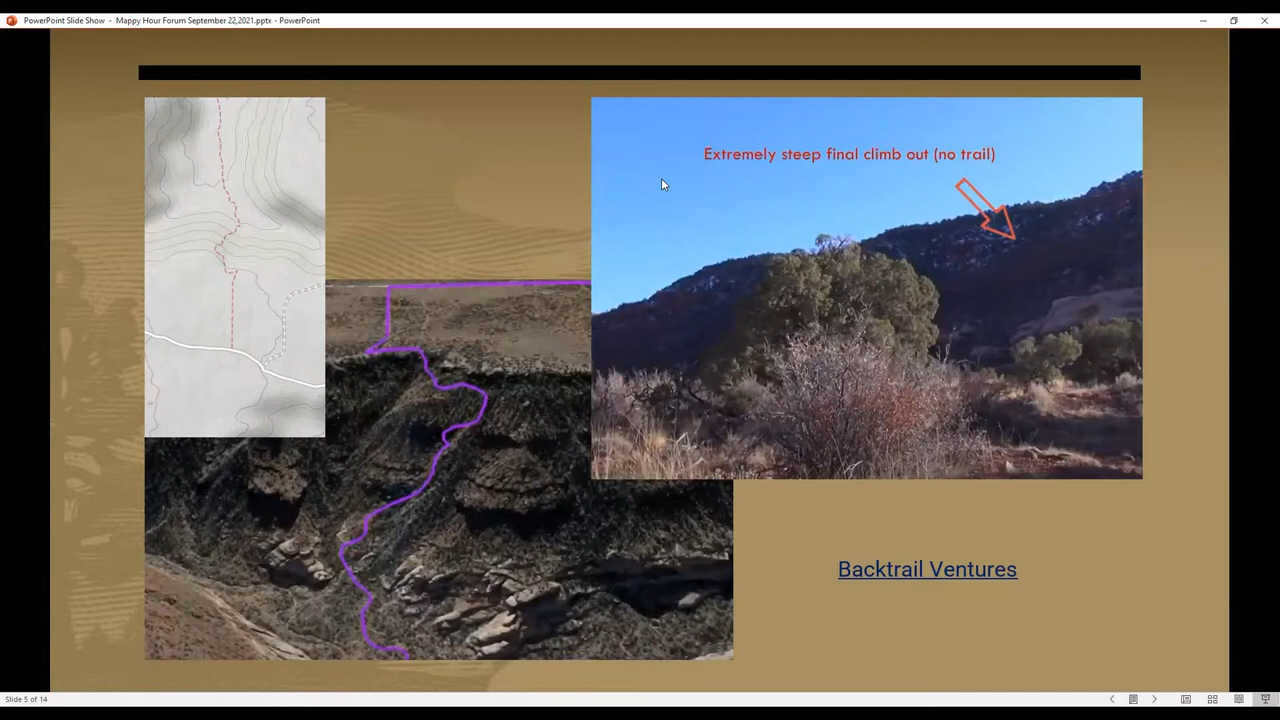 PowerPoint Slide Show - Mappy Hour Forum September 22,2021.pptx - PowerPoint
Extremely steep final climb out (no trail)
Backtrail Ventures
Slide 5 of 14